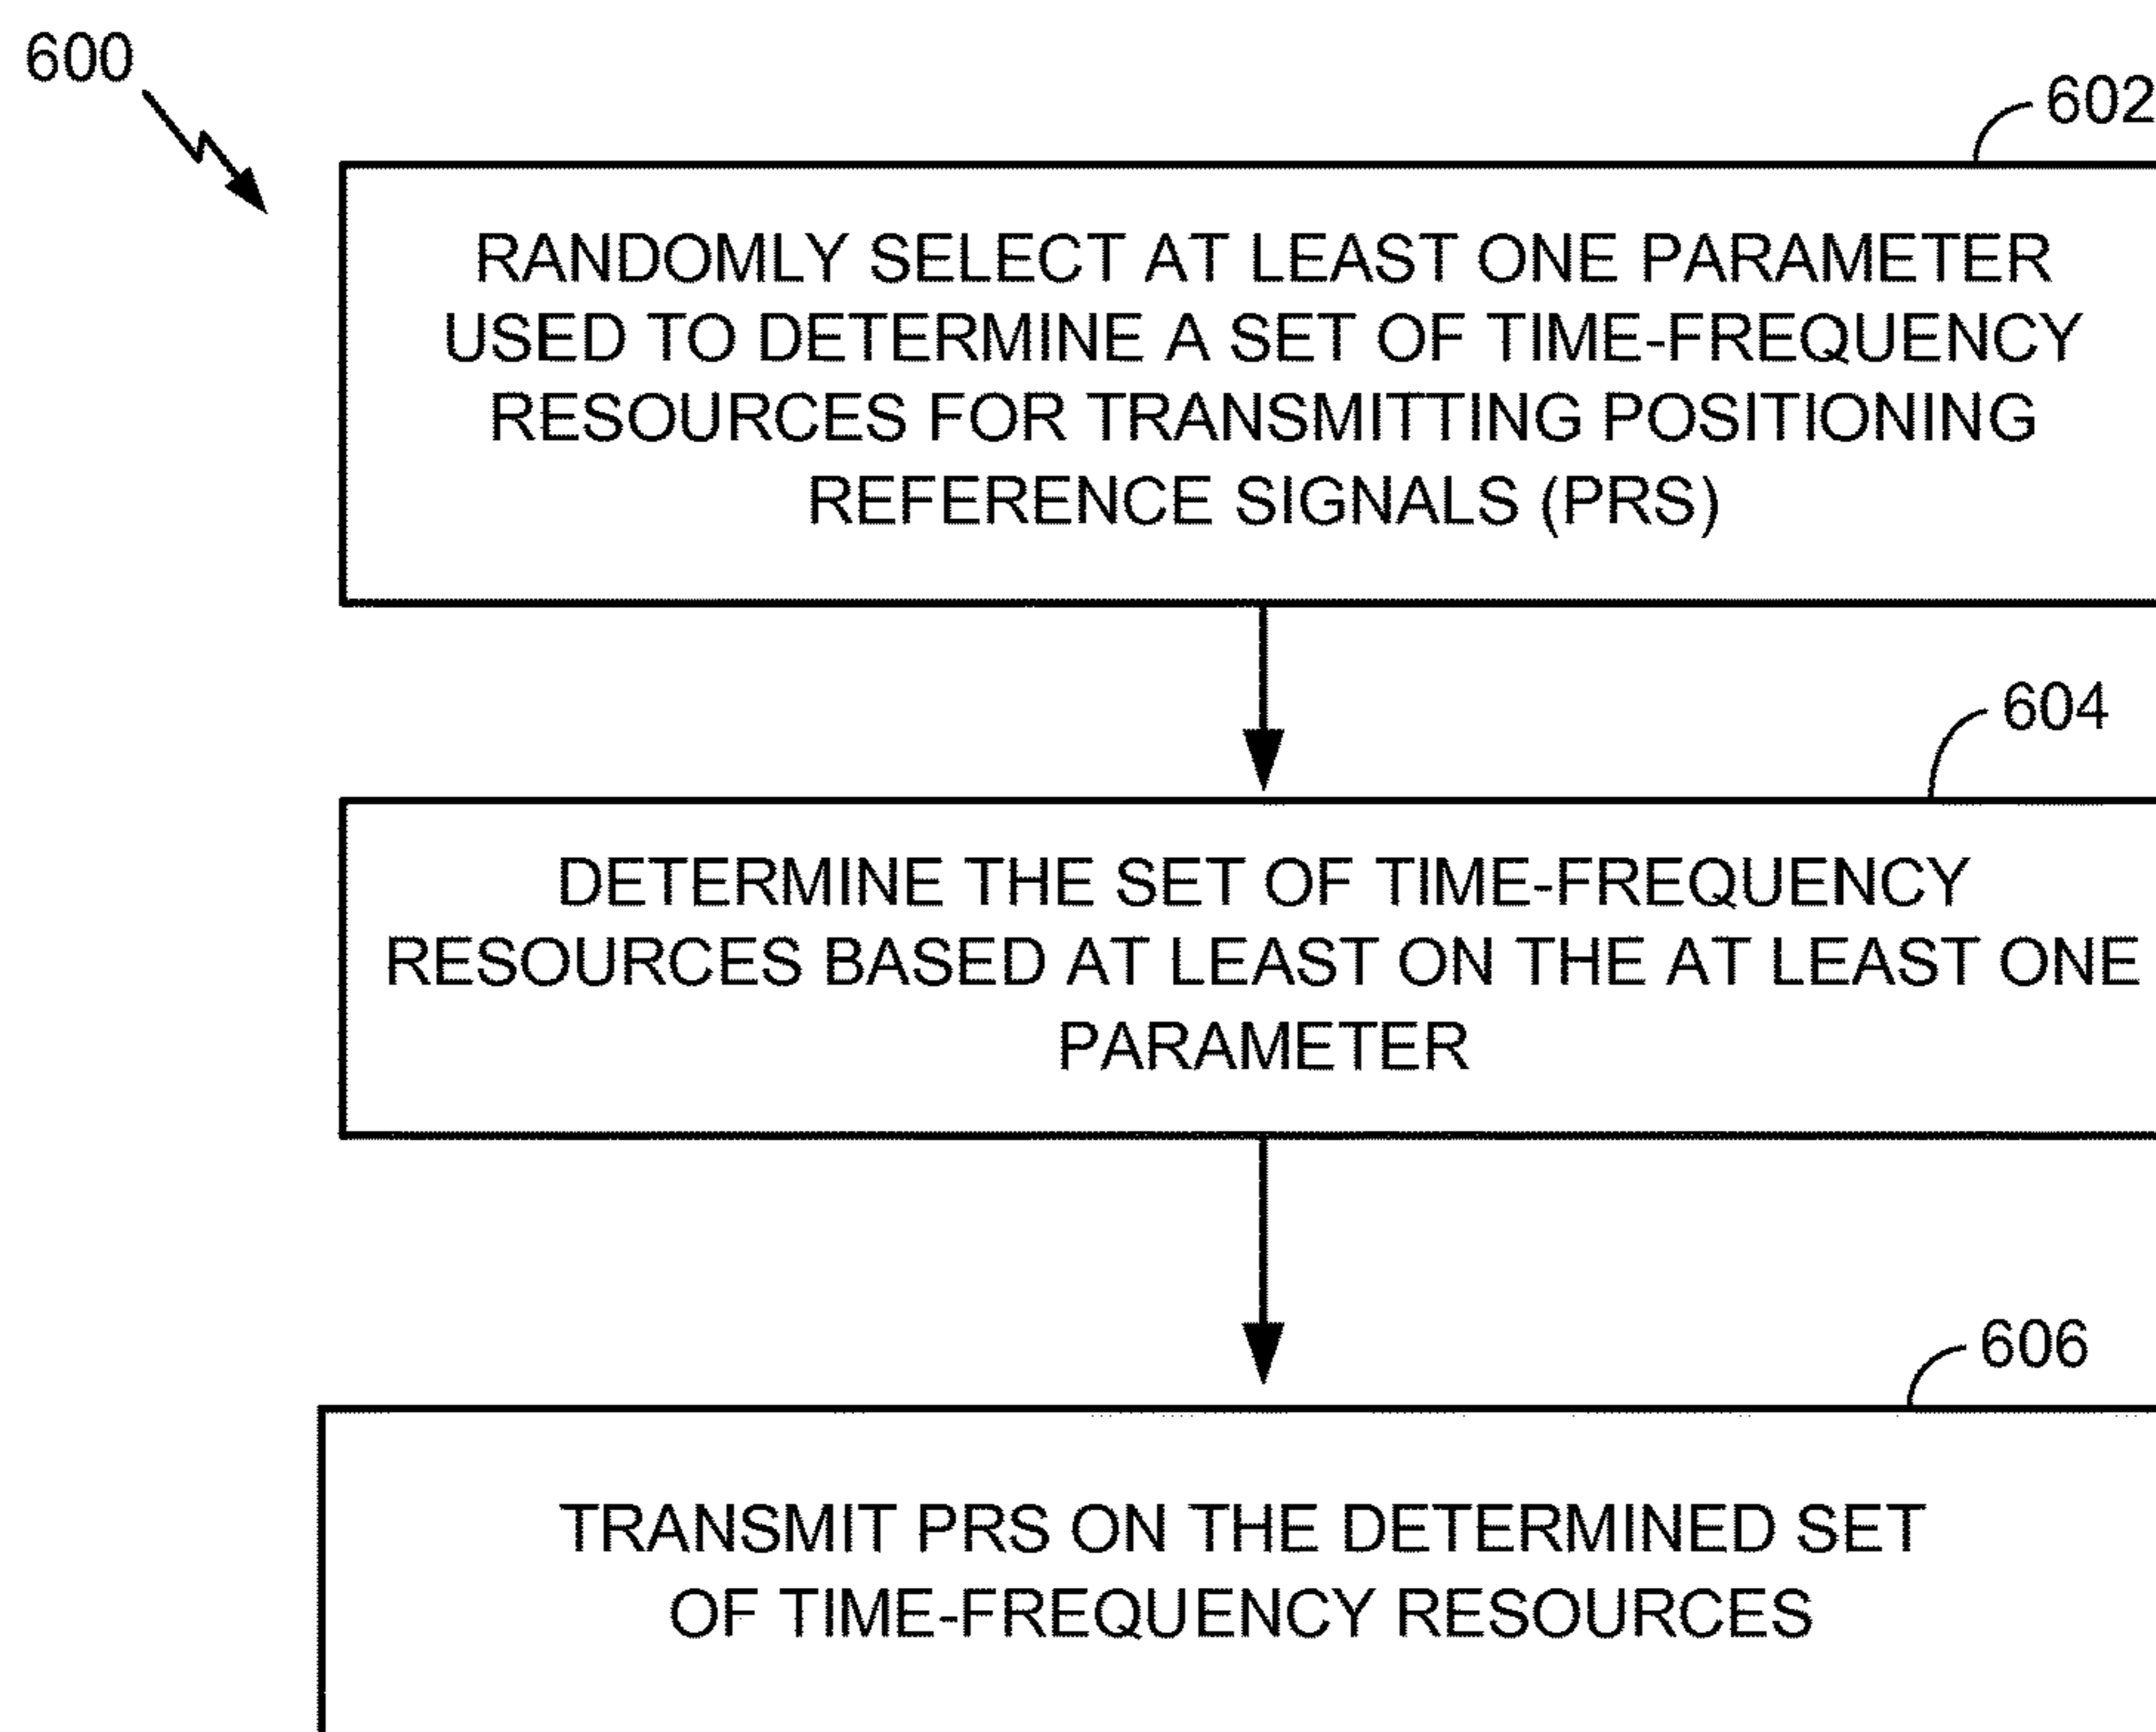 600
602
RANDOMLY SELECT AT LEAST ONE PARAMETER
USED TO DETERMINE A SET OF TIME-FREQUENCY
RESOURCES FOR TRANSMITTING POSITIONING
REFERENCE SIGNALS (PRS)
604
DETERMINE THE SET OF TIME-FREQUENCY
RESOURCES BASED AT LEAST ON THE AT LEAST ONE
PARAMETER
606
TRANSMIT PRS ON THE DETERMINED SET
OF TIME-FREQUENCY RESOURCES